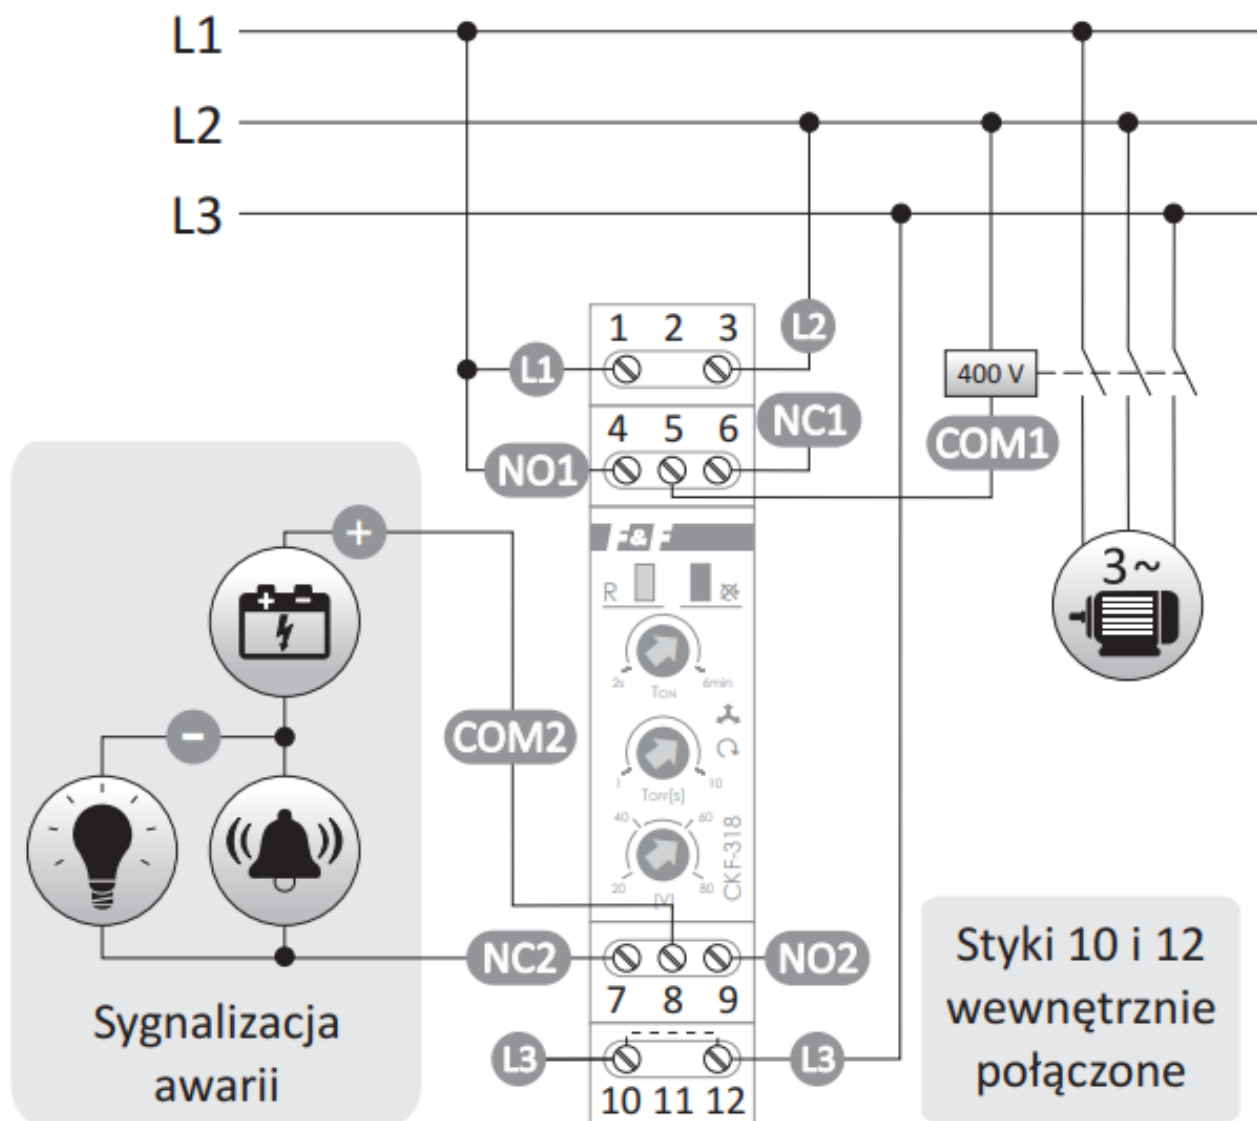 L1
L2
L3
1 2 3
L1
L2
400 V
4 5 6
NC1
NO1
COM1
F&F
+
R
3~
+ -
2s
6min
TON
-
COM2
1
10
TOFF[s]
40
60
20
80
[V]
CKF-318
NC2
NO2
7 8 9
L3
L3
10 11 12
Sygnalizacja
awarii
Styki 10 i 12
wewnętrznie
połączone